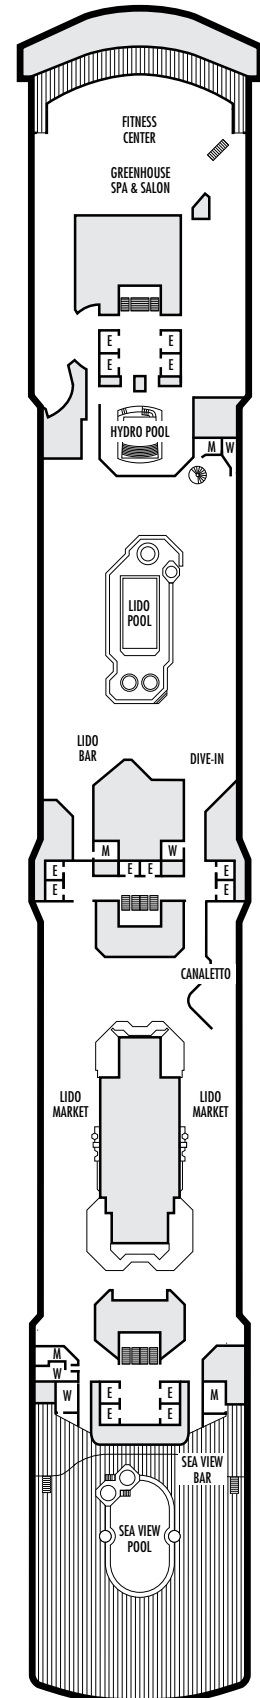 FITNESS
CENTER
GREENHOUSE
SPA & SALON
E E
E E
HYDRO POOL
M W
LIDO
POOL
LIDO
BAR
DIVE-IN
M W
E E E E
E E
CANALETTO
LIDO
MARKET
LIDO
MARKET
M
W
W E E M
E E
SEA VIEW
BAR
SEA VIEW
POOL